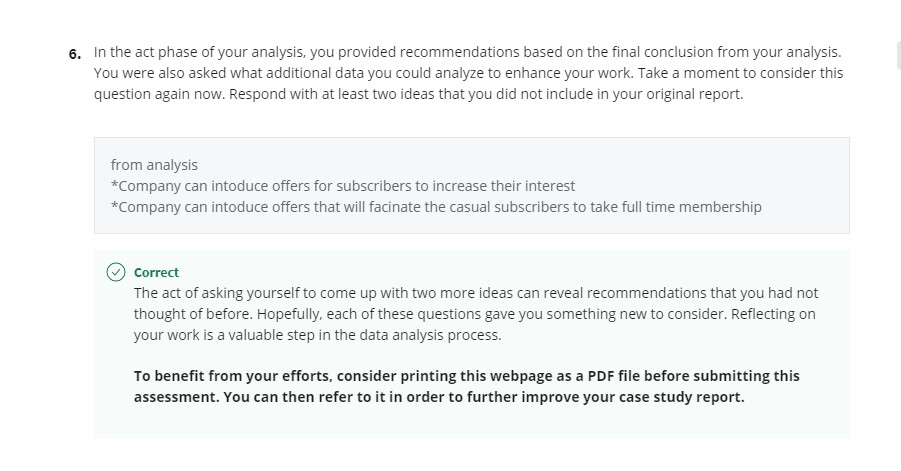 6. In the act phase of your analysis, you provided recommendations based on the final conclusion from your analysis.
You were also asked what additional data you could analyze to enhance your work. Take a moment to consider this
question again now. Respond with at least two ideas that you did not include in your original report.
from analysis
*Company can intoduce offers for subscribers to increase their interest
*Company can intoduce offers that will facinate the casual subscribers to take full time membership
Correct
The act of asking yourself to come up with two more ideas can reveal recommendations that you had not
thought of before. Hopefully, each of these questions gave you something new to consider. Reflecting on
your work is a valuable step in the data analysis process.
To benefit from your efforts, consider printing this webpage as a PDF file before submitting this
assessment. You can then refer to it in order to further improve your case study report.